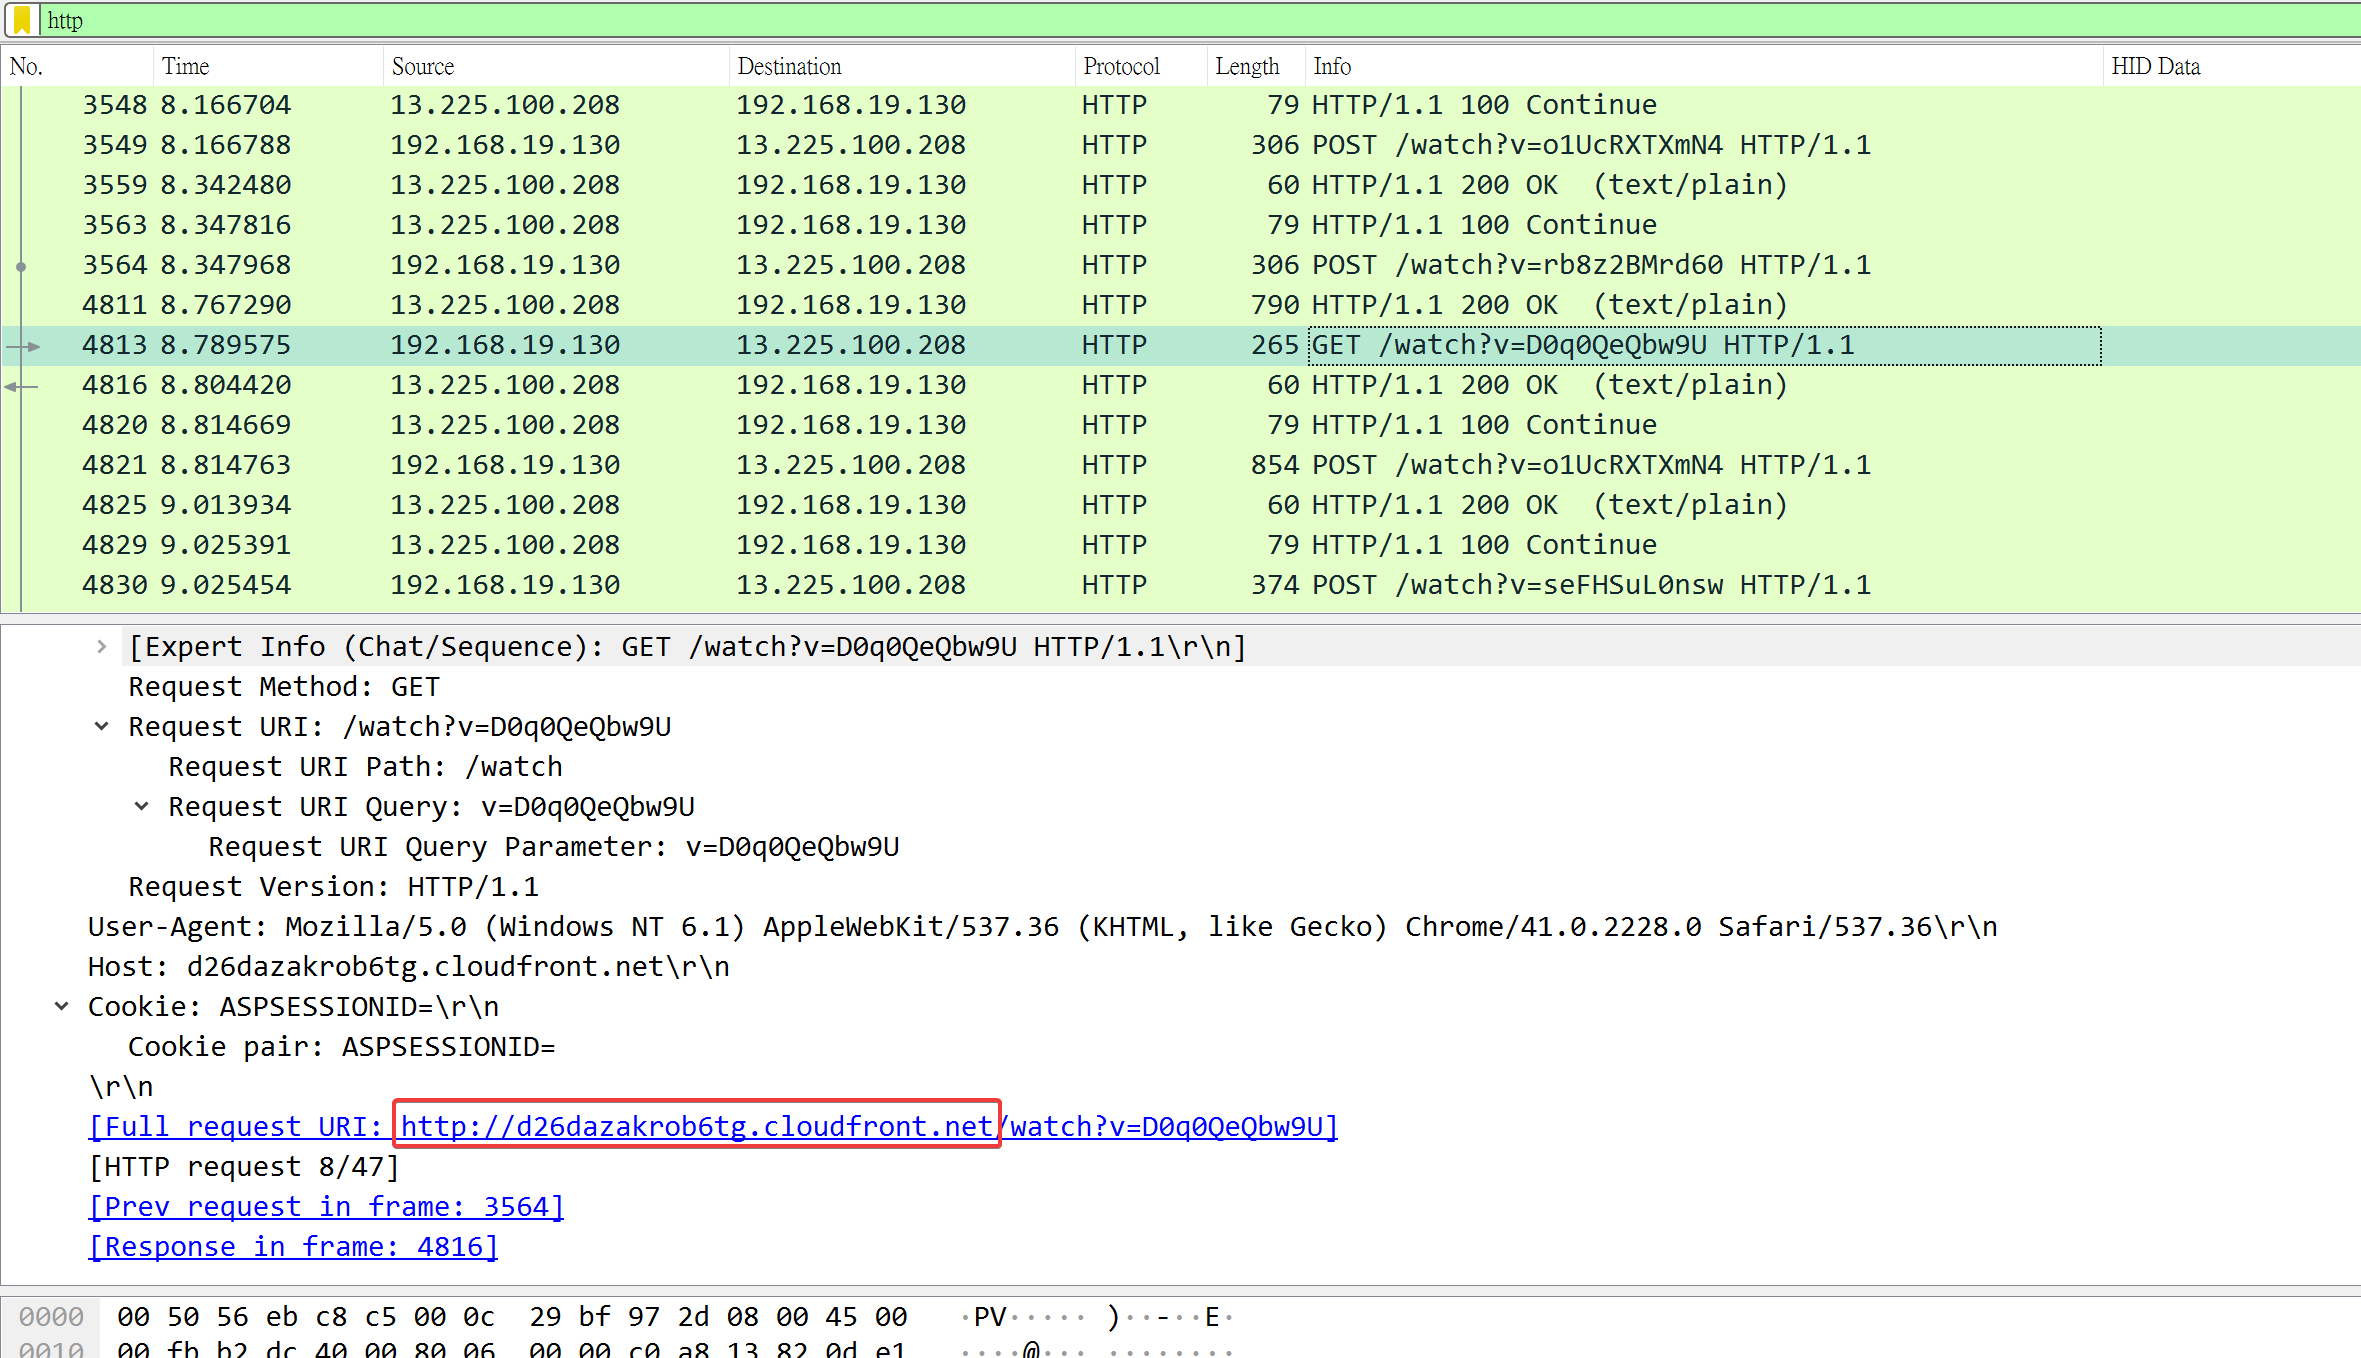 http
No. Time Source Destination Protocol Length Info HID Data
3548 8.166704 13.225.100.208 192.168.19.130 HTTP 79 HTTP/1.1 100 Continue
3549 8.166788 192.168.19.130 13.225.100.208 HTTP 306 POST /watch?v=o1UcRXTXmN4 HTTP/1.1
3559 8.342480 13.225.100.208 192.168.19.130 HTTP 60 HTTP/1.1 200 OK  (text/plain)
3563 8.347816 13.225.100.208 192.168.19.130 HTTP 79 HTTP/1.1 100 Continue
3564 8.347968 192.168.19.130 13.225.100.208 HTTP 306 POST /watch?v=rb8z2BMrd60 HTTP/1.1
4811 8.767290 13.225.100.208 192.168.19.130 HTTP 790 HTTP/1.1 200 OK  (text/plain)
4813 8.789575 192.168.19.130 13.225.100.208 HTTP 265 GET /watch?v=D0q0QeQbw9U HTTP/1.1
4816 8.804420 13.225.100.208 192.168.19.130 HTTP 60 HTTP/1.1 200 OK  (text/plain)
4820 8.814669 13.225.100.208 192.168.19.130 HTTP 79 HTTP/1.1 100 Continue
4821 8.814763 192.168.19.130 13.225.100.208 HTTP 854 POST /watch?v=o1UcRXTXmN4 HTTP/1.1
4825 9.013934 13.225.100.208 192.168.19.130 HTTP 60 HTTP/1.1 200 OK  (text/plain)
4829 9.025391 13.225.100.208 192.168.19.130 HTTP 79 HTTP/1.1 100 Continue
4830 9.025454 192.168.19.130 13.225.100.208 HTTP 374 POST /watch?v=seFHSuL0nsw HTTP/1.1
[Expert Info (Chat/Sequence): GET /watch?v=D0q0QeQbw9U HTTP/1.1\r\n]
Request Method: GET
Request URI: /watch?v=D0q0QeQbw9U
Request URI Path: /watch
Request URI Query: v=D0q0QeQbw9U
Request URI Query Parameter: v=D0q0QeQbw9U
Request Version: HTTP/1.1
User-Agent: Mozilla/5.0 (Windows NT 6.1) AppleWebKit/537.36 (KHTML, like Gecko) Chrome/41.0.2228.0 Safari/537.36\r\n
Host: d26dazakrob6tg.cloudfront.net\r\n
Cookie: ASPSESSIONID=\r\n
Cookie pair: ASPSESSIONID=
\r\n
[Full request URI: http://d26dazakrob6tg.cloudfront.net/watch?v=D0q0QeQbw9U]
[HTTP request 8/47]
[Prev request in frame: 3564]
[Response in frame: 4816]
0000 00 50 56 eb c8 c5 00 0c 29 bf 97 2d 08 00 45 00 ·PV····· )··-··E·
0010 00 fb b2 dc 40 00 80 06 00 00 c0 a8 13 82 0d e1 ····@··· ········